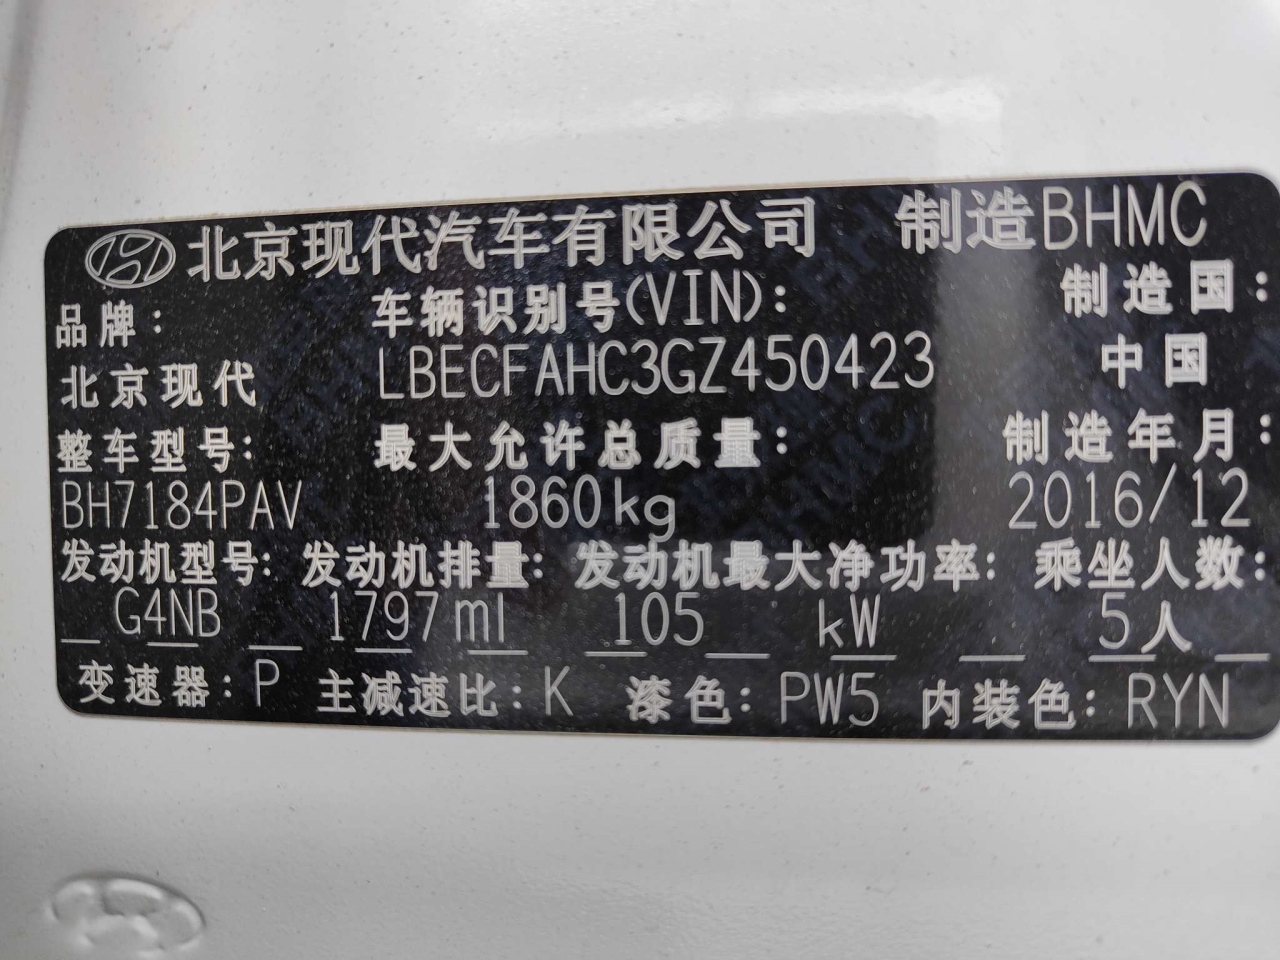 北京现代汽车有限公司 制造BHMC
品牌: 车辆识别号(VIN): 制造国:
北京现代 LBECFAHC3GZ450423 中国
整车型号: 最大允许总质量: 制造年月:
BH7184PAV 1860kg 2016/12
发动机型号: 发动机排量: 发动机最大净功率: 乘坐人数:
G4NB 1797ml 105 kW 5人
变速器: P 主减速比: K 漆色: PW5 内装色: RYN